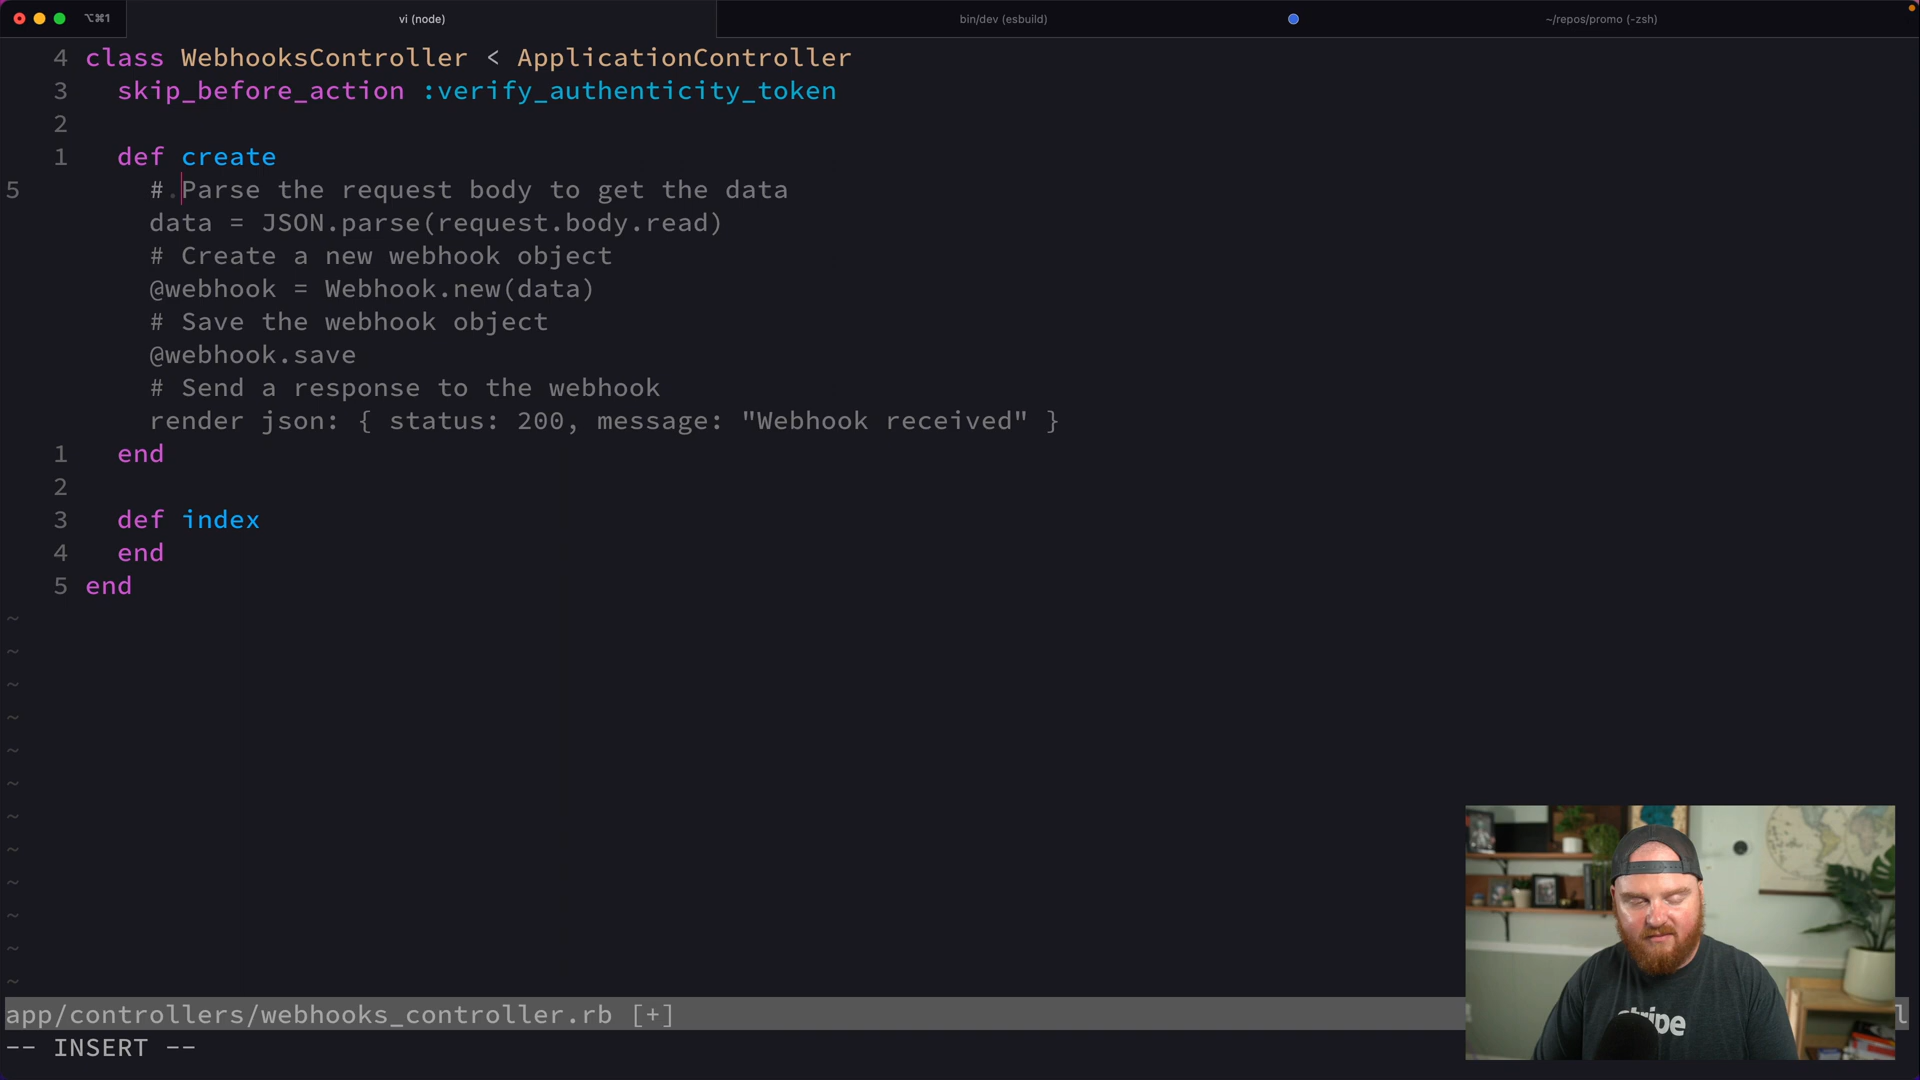 ⌥⌘1
vi (node)
bin/dev (esbuild)
~/repos/promo (-zsh)
4 class WebhooksController < ApplicationController
3 skip_before_action :verify_authenticity_token
2
1 def create
5 # Parse the request body to get the data
data = JSON.parse(request.body.read)
# Create a new webhook object
@webhook = Webhook.new(data)
# Save the webhook object
@webhook.save
# Send a response to the webhook
render json: { status: 200, message: "Webhook received" }
1 end
2
3 def index
4 end
5 end
~
~
~
~
~
~
~
~
~
~
~
~
app/controllers/webhooks_controller.rb [+]
-- INSERT --
stripe